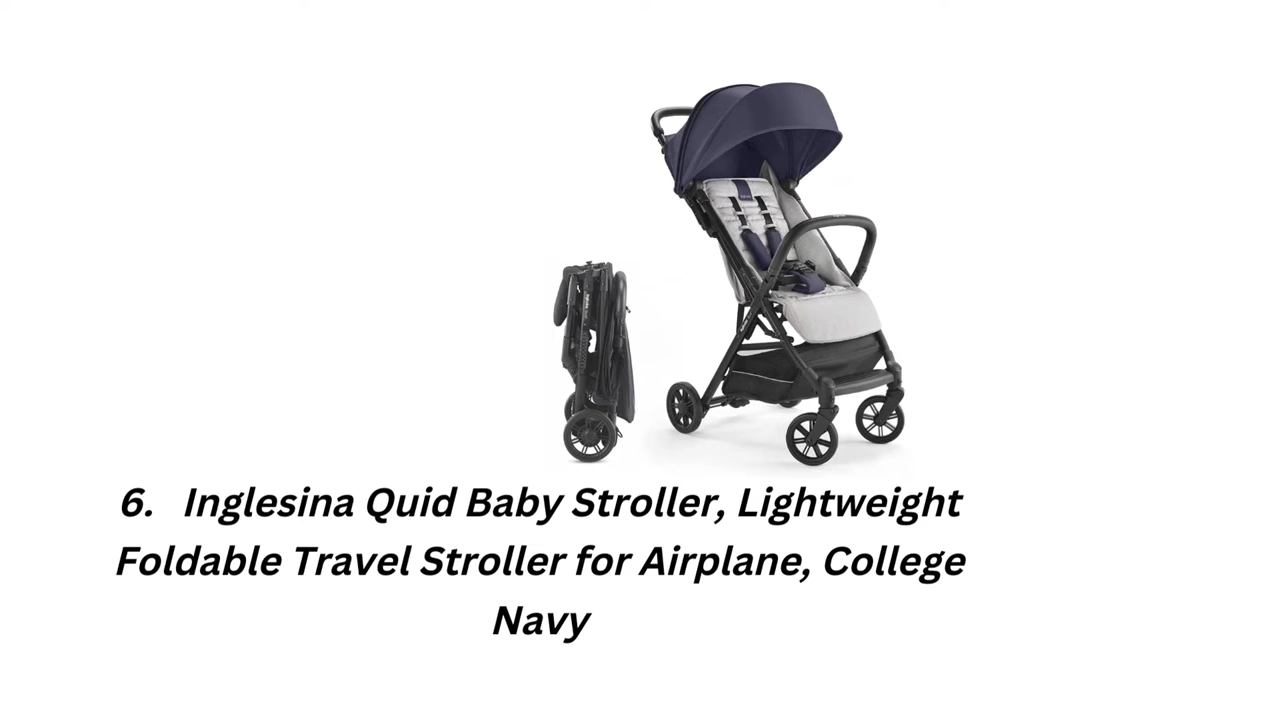 6. Inglesina Quid Baby Stroller, Lightweight
Foldable Travel Stroller for Airplane, College
Navy